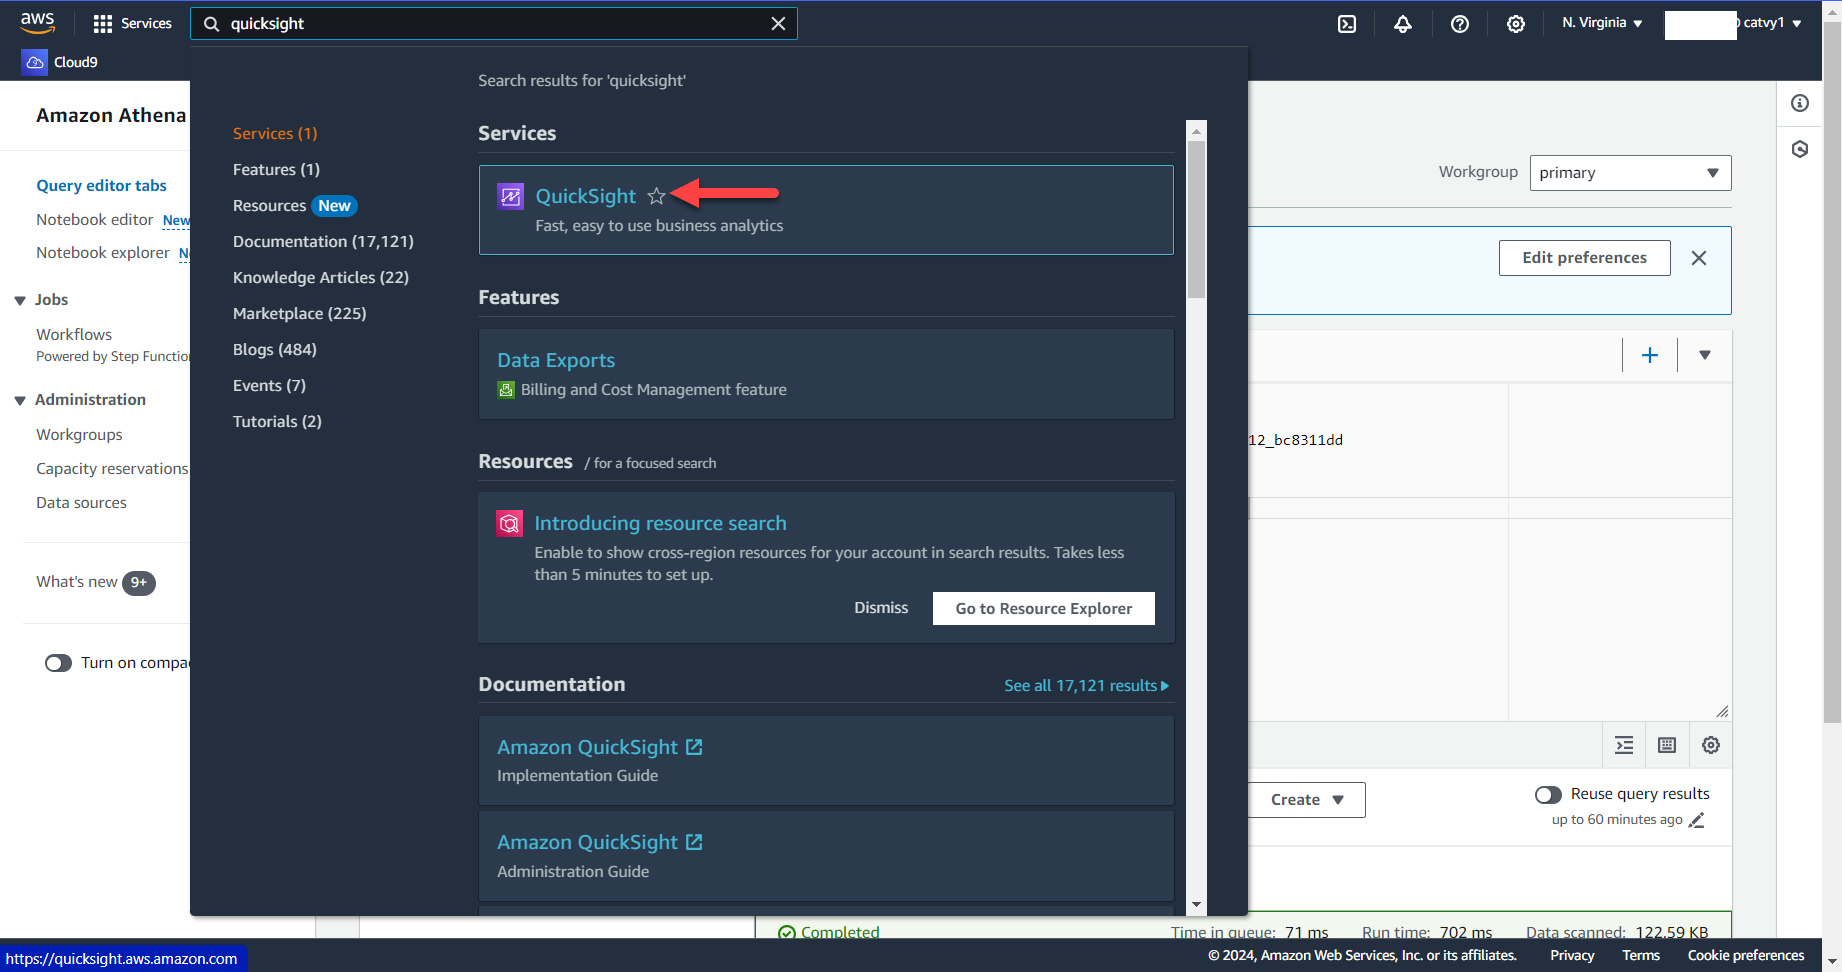 aws
Services
quicksight
N. Virginia
catvy1
Cloud9
Amazon Athena
Query editor tabs
Notebook editor New
Notebook explorer
Jobs
Workflows
Powered by Step
Administration
Workgroups
Capacity reservations
Data sources
What's new 9+
Turn on
Search results for 'quicksight'
Services (1)
Features (1)
Resources New
Documentation (17,121)
Knowledge Articles (22)
Marketplace (225)
Blogs (484)
Events (7)
Tutorials (2)
Services
QuickSight
Fast, easy to use business analytics
Features
Data Exports
Billing and Cost Management feature
Resources / for a focused search
Introducing resource search
Enable to show cross-region resources for your account in search results. Takes less
than 5 minutes to set up.
Dismiss
Go to Resource Explorer
Documentation
See all 17,121 results
Amazon QuickSight
Implementation Guide
Amazon QuickSight
Administration Guide
Workgroup
primary
Edit preferences
12_bc8311dd
Create
Reuse query results
up to 60 minutes ago
Completed
Time in queue: 71 ms
Run time: 702 ms
Data scanned: 122.59 KB
https://quicksight.aws.amazon.com
© 2024, Amazon Web Services, Inc. or its affiliates.
Privacy
Terms
Cookie preferences